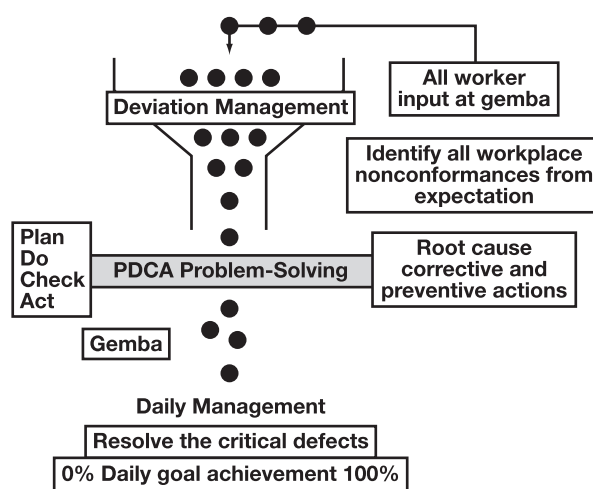 All worker
input at gemba
Deviation Management
Identify all workplace
nonconformances from
expectation
Plan
Do
Check
Act
PDCA Problem-Solving
Root cause
corrective and
preventive actions
Gemba
Daily Management
Resolve the critical defects
0% Daily goal achievement 100%